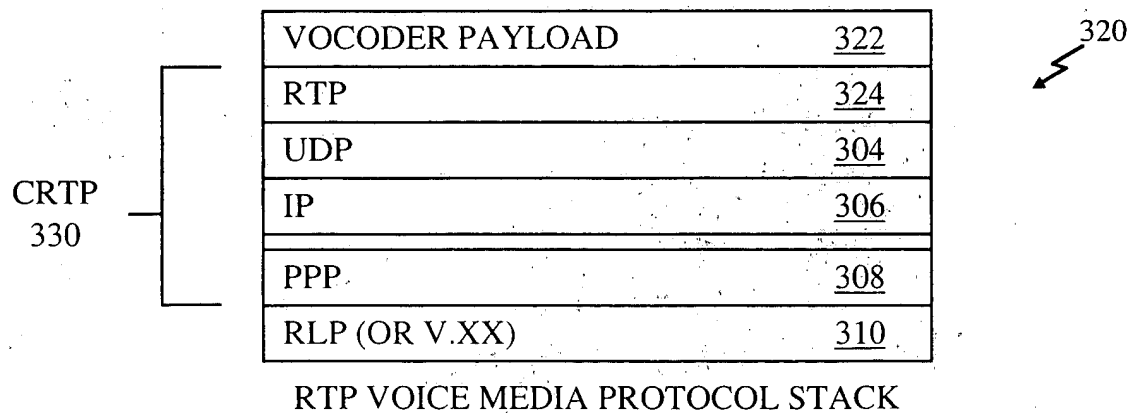 VOCODER PAYLOAD 322
320
RTP 324
UDP 304
CRTP
330
IP 306
PPP 308
RLP (OR V.XX) 310
RTP VOICE MEDIA PROTOCOL STACK